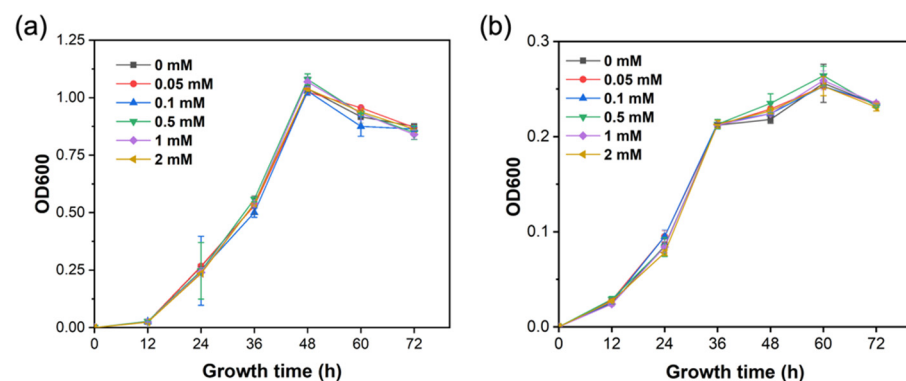 (a)
1.25
1.00
0.75
0.50
0.25
0.00
OD600
0 mM
0.05 mM
0.1 mM
0.5 mM
1 mM
2 mM
0 12 24 36 48 60 72
Growth time (h)
(b)
0.3
0.2
0.1
0.0
OD600
0 mM
0.05 mM
0.1 mM
0.5 mM
1 mM
2 mM
0 12 24 36 48 60 72
Growth time (h)